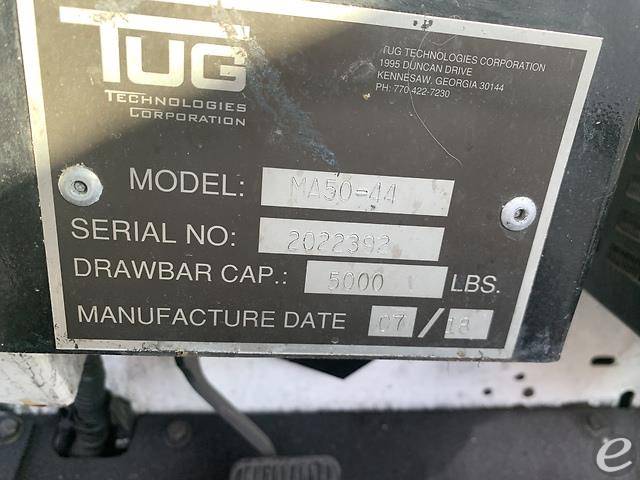 TUG
TECHNOLOGIES
CORPORATION
TUG TECHNOLOGIES CORPORATION
1995 DUNCAN DRIVE
KENNESAW, GEORGIA 30144
PH: 770-422-7230
MODEL: MA50-44
SERIAL NO: 2022392
DRAWBAR CAP.: 5000 LBS.
MANUFACTURE DATE 07/18
e